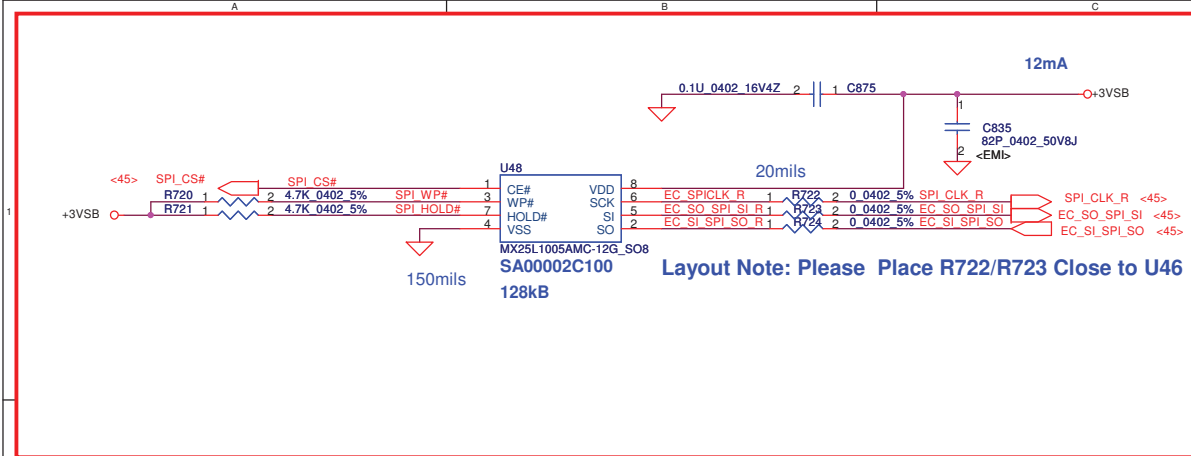 A B C
12mA
0.1U_0402_16V4Z 2 1 C875 +3VSB
1
C835
82P_0402_50V8J
2 <EMI>
U48
20mils
<45> SPI_CS# SPI_CS# 1 CE# VDD 8
R720 1 2 4.7K_0402_5% SPI_WP# 3 WP# SCK 6 EC_SPICLK_R 1 R722 2 0_0402_5% SPI_CLK_R SPI_CLK_R <45>
1 +3VSB R721 1 2 4.7K_0402_5% SPI_HOLD# 7 HOLD# SI 5 EC_SO_SPI_SI_R 1 R723 2 0_0402_5% EC_SO_SPI_SI EC_SO_SPI_SI <45>
4 VSS SO 2 EC_SI_SPI_SO_R 1 R724 2 0_0402_5% EC_SI_SPI_SO EC_SI_SPI_SO <45>
MX25L1005AMC-12G_SO8
150mils SA00002C100 Layout Note: Please Place R722/R723 Close to U46
128kB